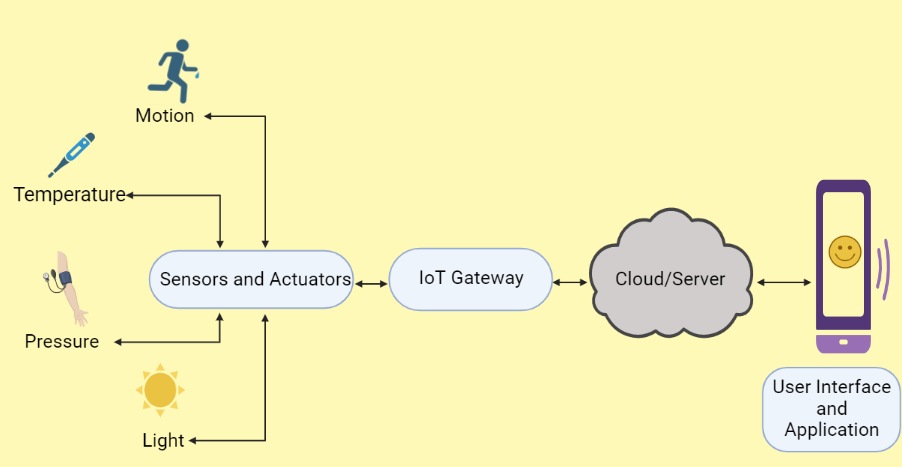 Motion
Temperature
Sensors and Actuators
IoT Gateway
Cloud/Server
Pressure
Light
User Interface
and
Application